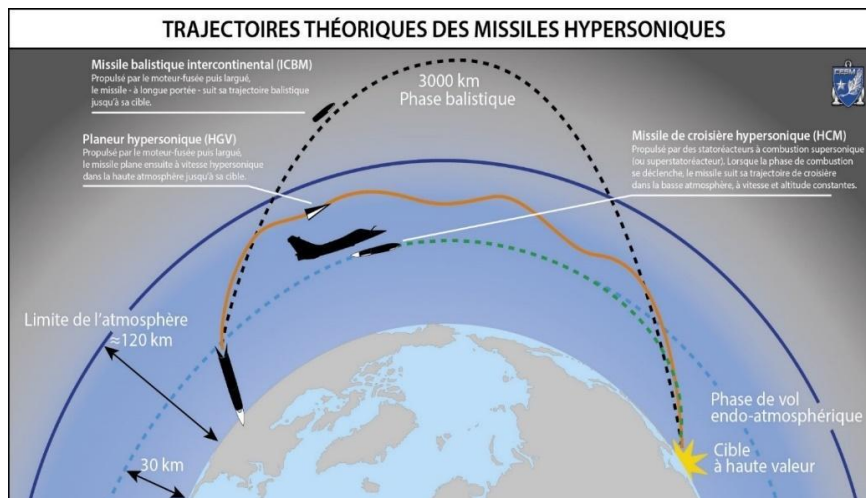 TRAJECTOIRES THÉORIQUES DES MISSILES HYPERSONIQUES
Missile balistique intercontinental (ICBM)
Propulsé par le moteur-fusée puis largué,
le missile - à longue portée - suit sa trajectoire balistique
jusqu'à sa cible.
3000 km
Phase balistique
Planeur hypersonique (HGV)
Propulsé par le moteur-fusée puis largué,
le missile plane ensuite à vitesse hypersonique
dans la haute atmosphère jusqu'à sa cible.
Missile de croisière hypersonique (HCM)
Propulsé par des statoréacteurs à combustion supersonique
(ou superstatoréacteur). Lorsque la phase de combustion
se déclenche, le missile suit sa trajectoire de croisière
dans la basse atmosphère, à vitesse et altitude constantes.
Limite de l'atmosphère
≈120 km
30 km
Phase de vol
endo-atmosphérique
Cible
à haute valeur